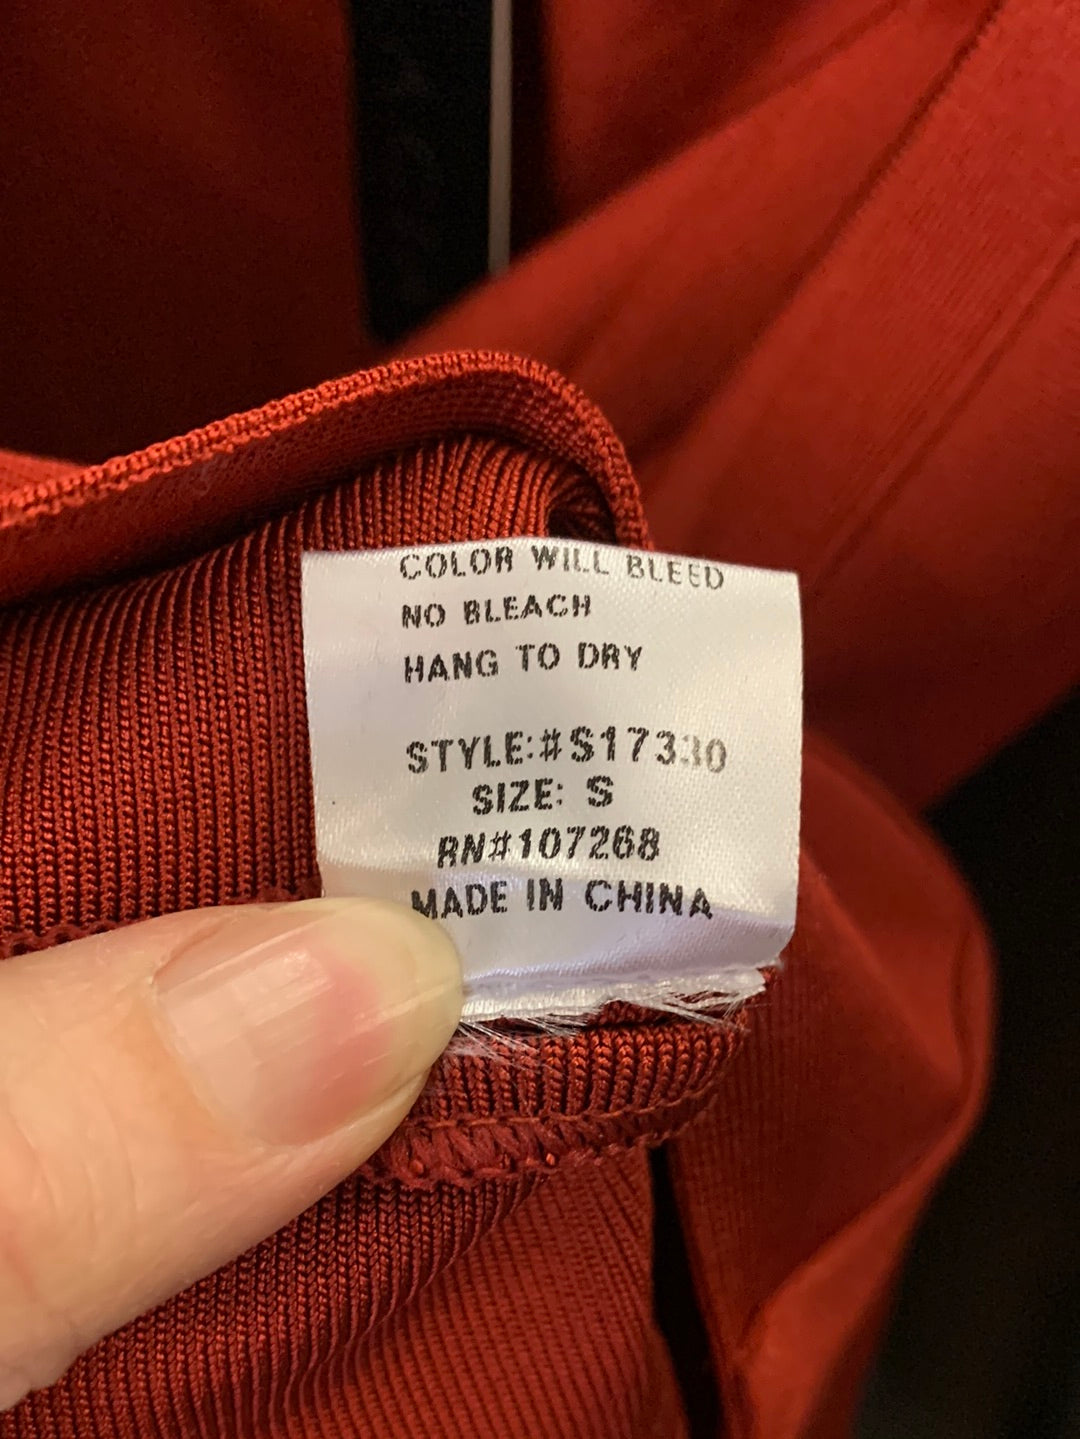 COLOR WILL BLEED
NO BLEACH
HANG TO DRY
STYLE:#S17330
SIZE: S
RN#107268
MADE IN CHINA